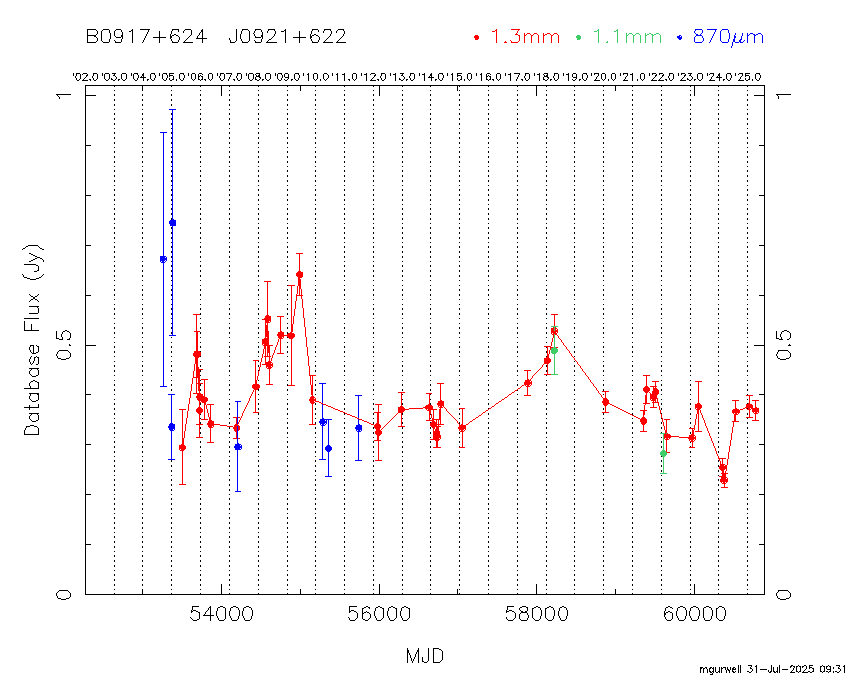 B0917+624 J0921+622 1.3mm 1.1mm 870μm
'02.0 '03.0 '04.0 '05.0 '06.0 '07.0 '08.0 '09.0 '10.0 '11.0 '12.0 '13.0 '14.0 '15.0 '16.0 '17.0 '18.0 '19.0 '20.0 '21.0 '22.0 '23.0 '24.0 '25.0
1 1
Database Flux (Jy)
0.5 0.5
0 0
54000 56000 58000 60000
MJD
mgurwell 31-Jul-2025 09:31